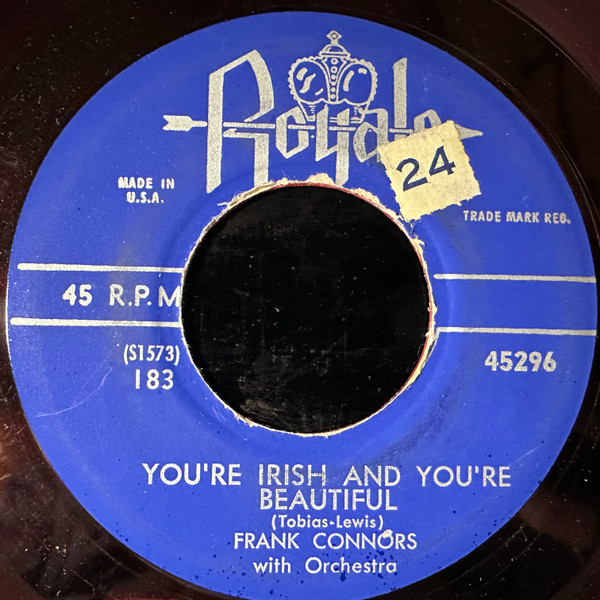 Royale
24
MADE IN
U.S.A.
TRADE MARK REG.
45 R.P.M
(S1573)
183
45296
YOU'RE IRISH AND YOU'RE
BEAUTIFUL
(Tobias-Lewis)
FRANK CONNORS
with Orchestra